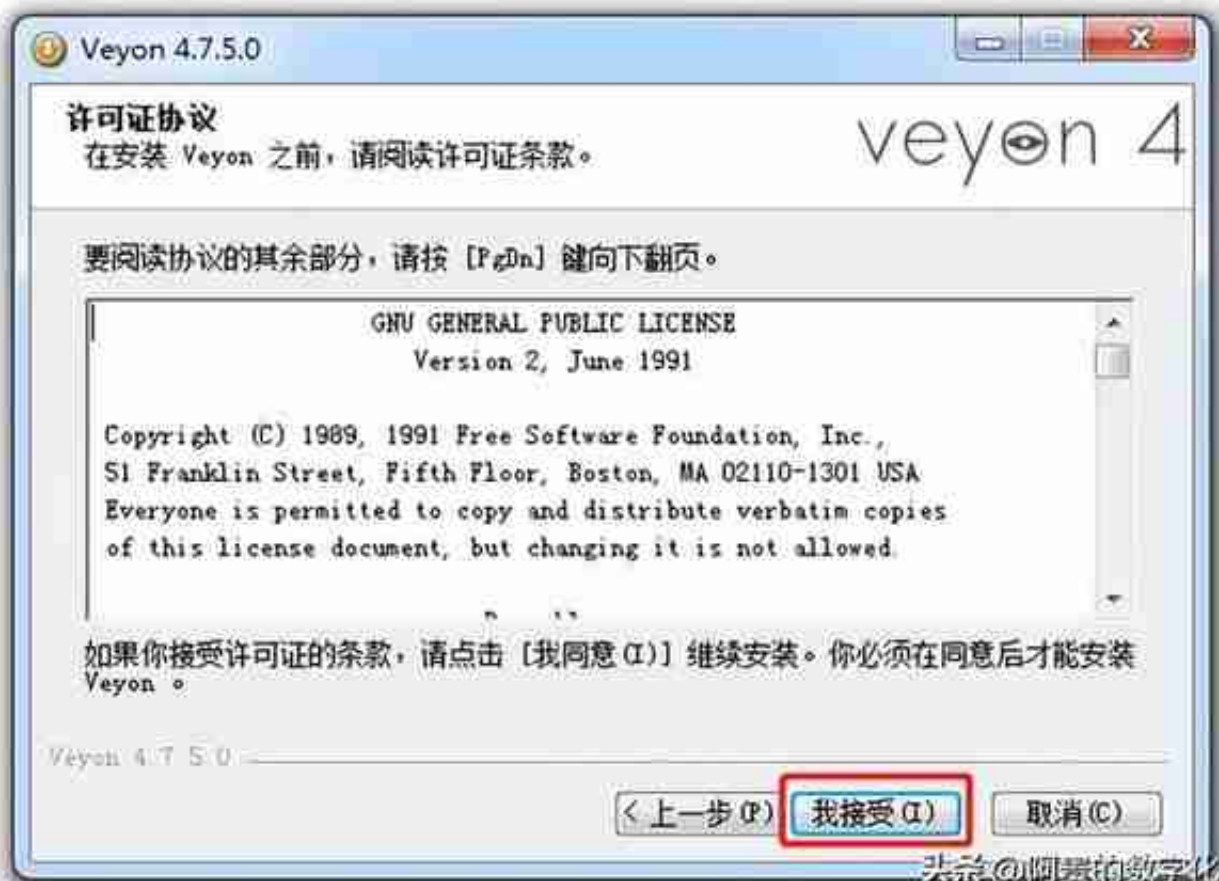 Veyon 4.7.5.0
许可证协议
在安装 Veyon 之前，请阅读许可证条款。
veyon 4
要阅读协议的其余部分，请按 [PgDn] 键向下翻页。
GNU GENERAL PUBLIC LICENSE
Version 2, June 1991
Copyright (C) 1989, 1991 Free Software Foundation, Inc.,
51 Franklin Street, Fifth Floor, Boston, MA 02110-1301 USA
Everyone is permitted to copy and distribute verbatim copies
of this license document, but changing it is not allowed.
如果你接受许可证的条款，请点击 [我同意(I)] 继续安装。你必须在同意后才能安装
Veyon 。
Veyon 4.7.5.0
< 上一步(P) 我接受(I) 取消(C)
头条 @阿
的数字化